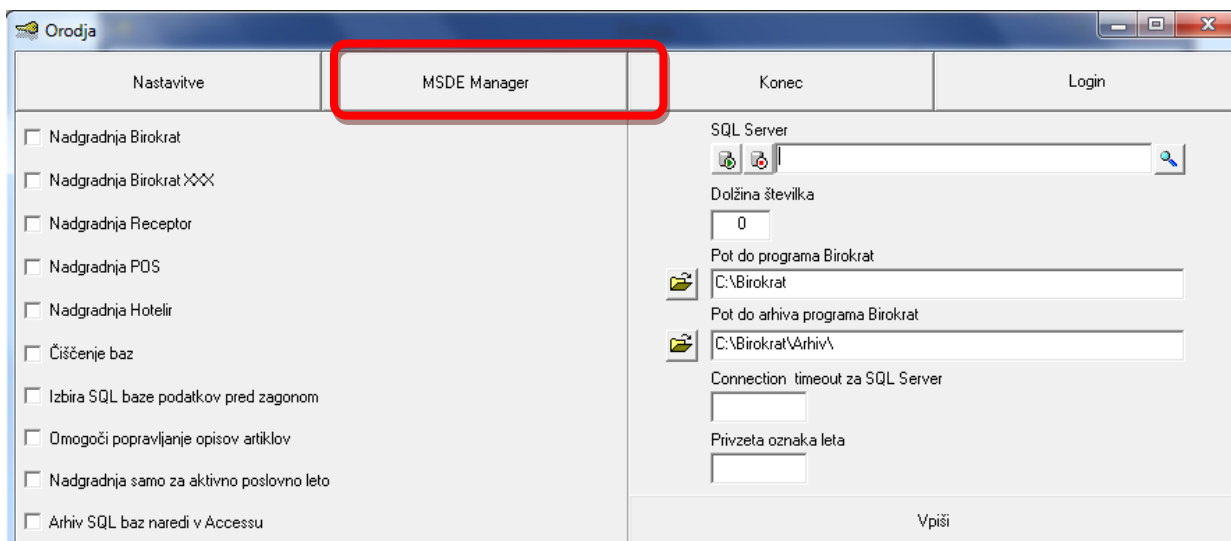 Orodja
Nastavitve
MSDE Manager
Konec
Login
Nadgradnja Birokrat
Nadgradnja Birokrat XXX
Nadgradnja Receptor
Nadgradnja POS
Nadgradnja Hotelir
Čiščenje baz
Izbira SQL baze podatkov pred zagonom
Omogoči popravljanje opisov artiklov
Nadgradnja samo za aktivno poslovno leto
Arhiv SQL baz naredi v Accessu
SQL Server
Dolžina številka
0
Pot do programa Birokrat
C:\Birokrat
Pot do arhiva programa Birokrat
C:\Birokrat\Arhiv\
Connection timeout za SQL Server
Privzeta oznaka leta
Vpiši